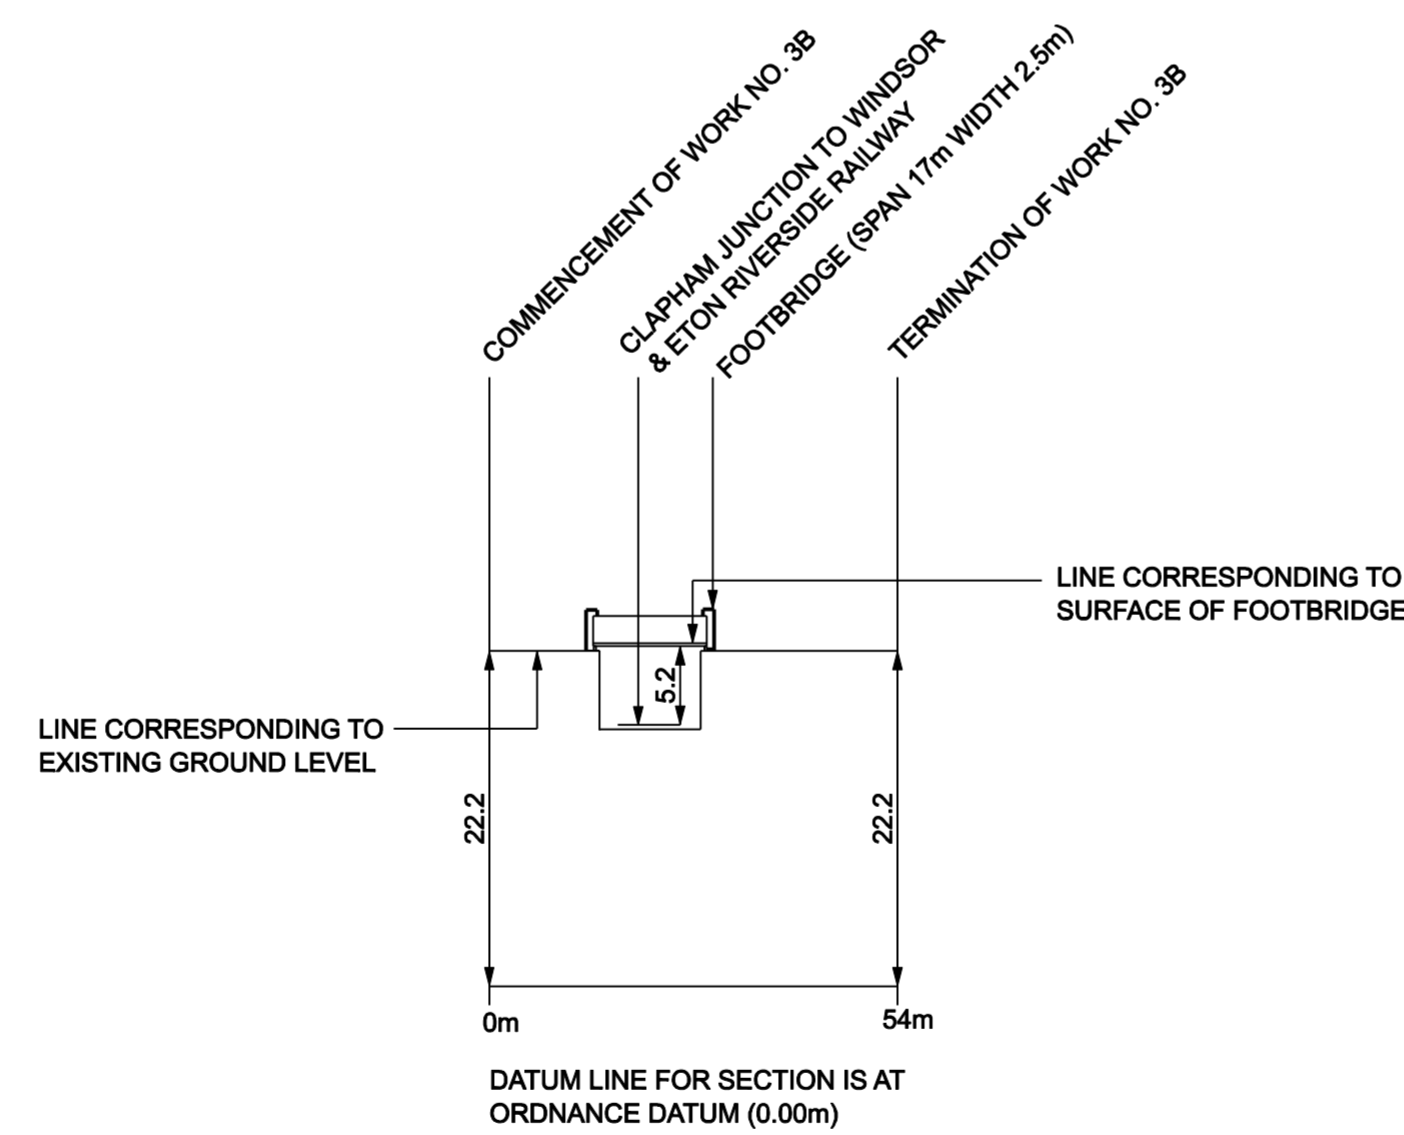 COMMENCEMENT OF WORK NO. 3B
CLAPHAM JUNCTION TO WINDSOR
& ETON RIVERSIDE RAILWAY
FOOTBRIDGE (SPAN 17m WIDTH 2.5m)
TERMINATION OF WORK NO. 3B
LINE CORRESPONDING TO
SURFACE OF FOOTBRIDGE
5.2
LINE CORRESPONDING TO
EXISTING GROUND LEVEL
22.2
22.2
0m
54m
DATUM LINE FOR SECTION IS AT
ORDNANCE DATUM (0.00m)